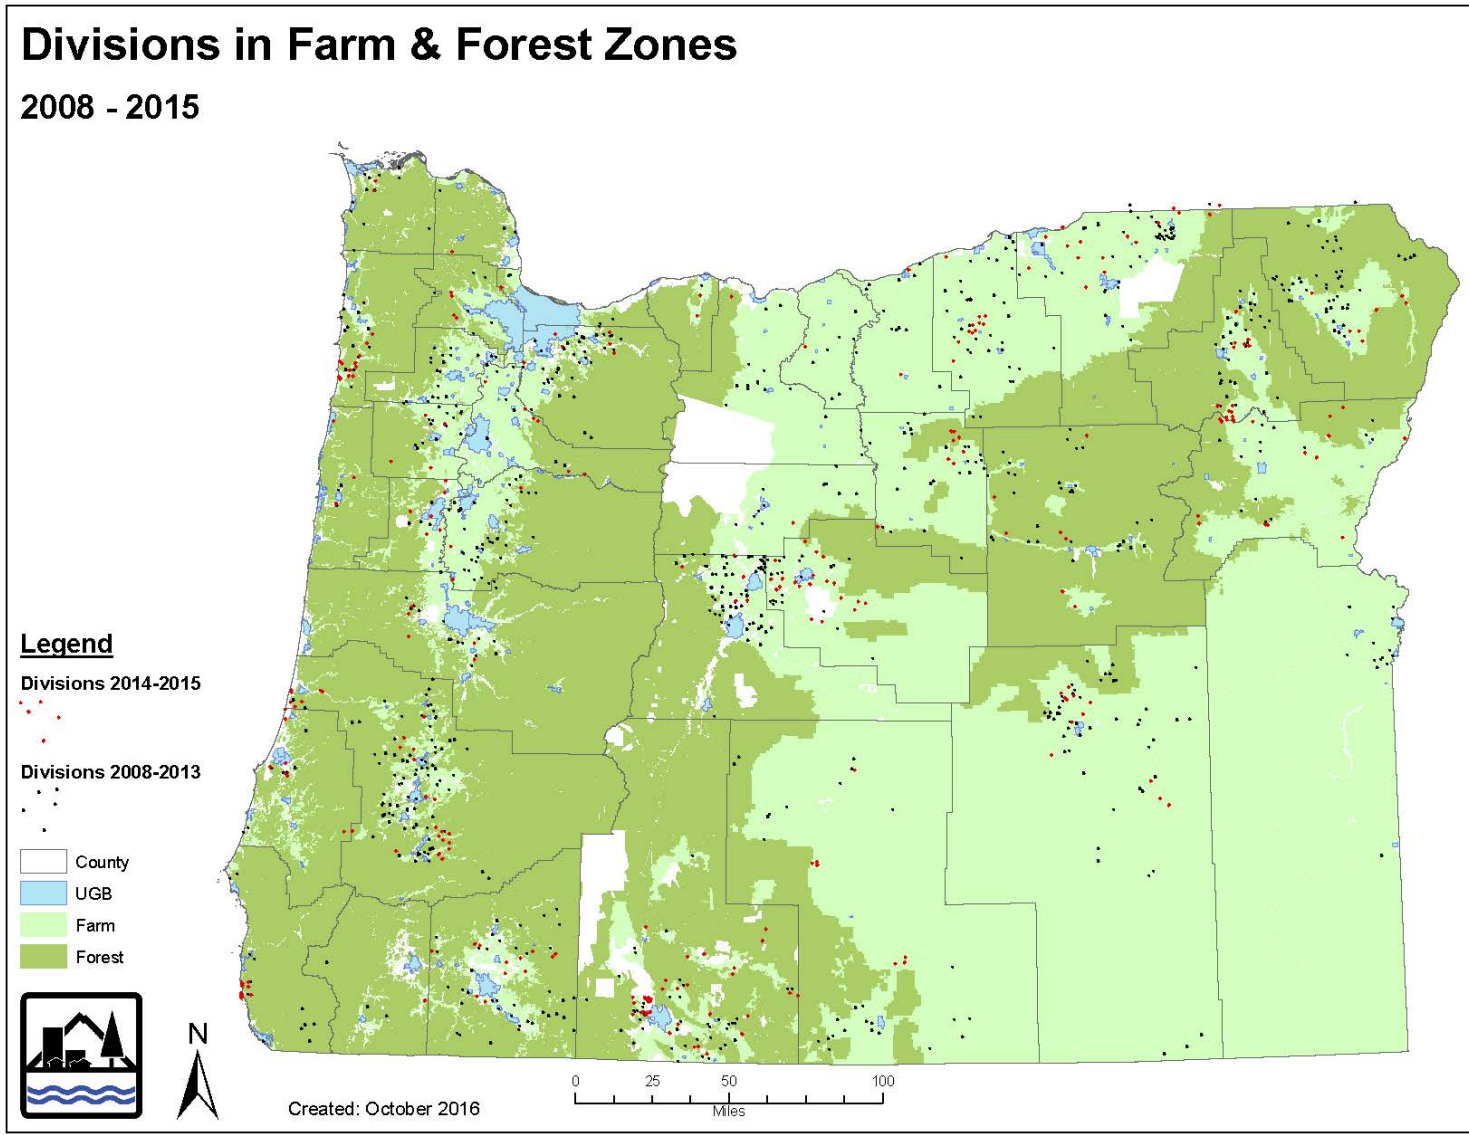 Divisions in Farm & Forest Zones
2008 - 2015
Legend
Divisions 2014-2015
Divisions 2008-2013
County
UGB
Farm
Forest
N
Created: October 2016
0 25 50 100
Miles